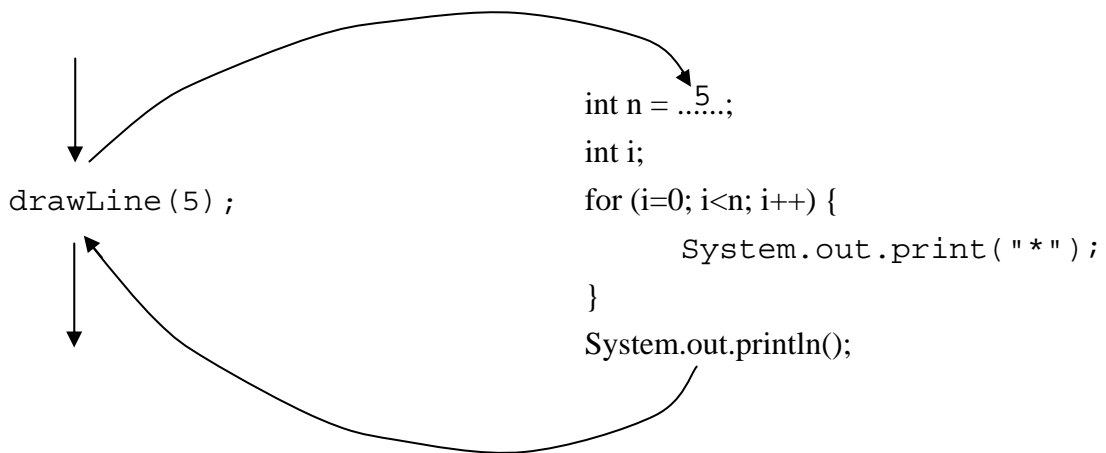 int n = ...5...;
int i;
drawLine(5);
for (i=0; i<n; i++) {
System.out.print("*");
}
System.out.println();